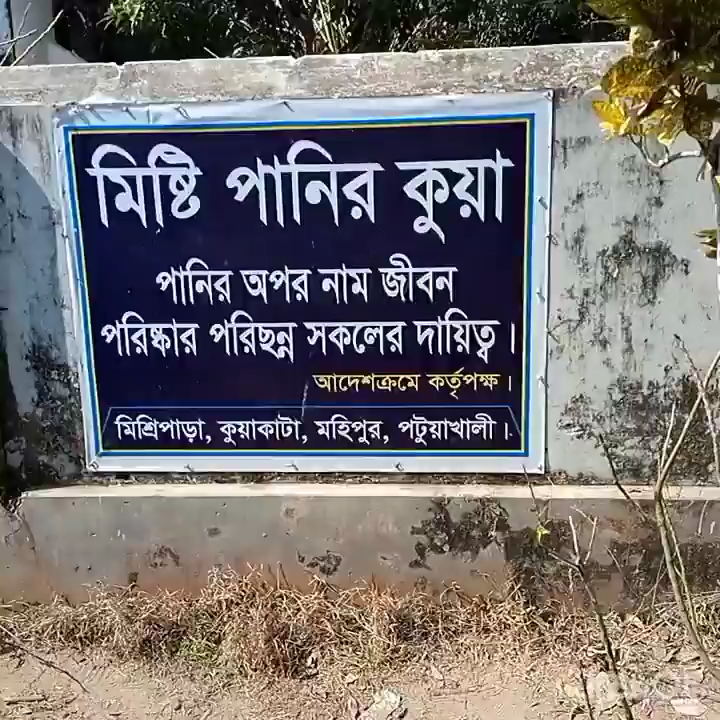 মিষ্টি পানির কুয়া
পানির অপর নাম জীবন
পরিষ্কার পরিছন্ন সকলের দায়িত্ব।
আদেশক্রমে কর্তৃপক্ষ।
মিশ্রিপাড়া, কুয়াকাটা, মহিপুর, পটুয়াখালী।